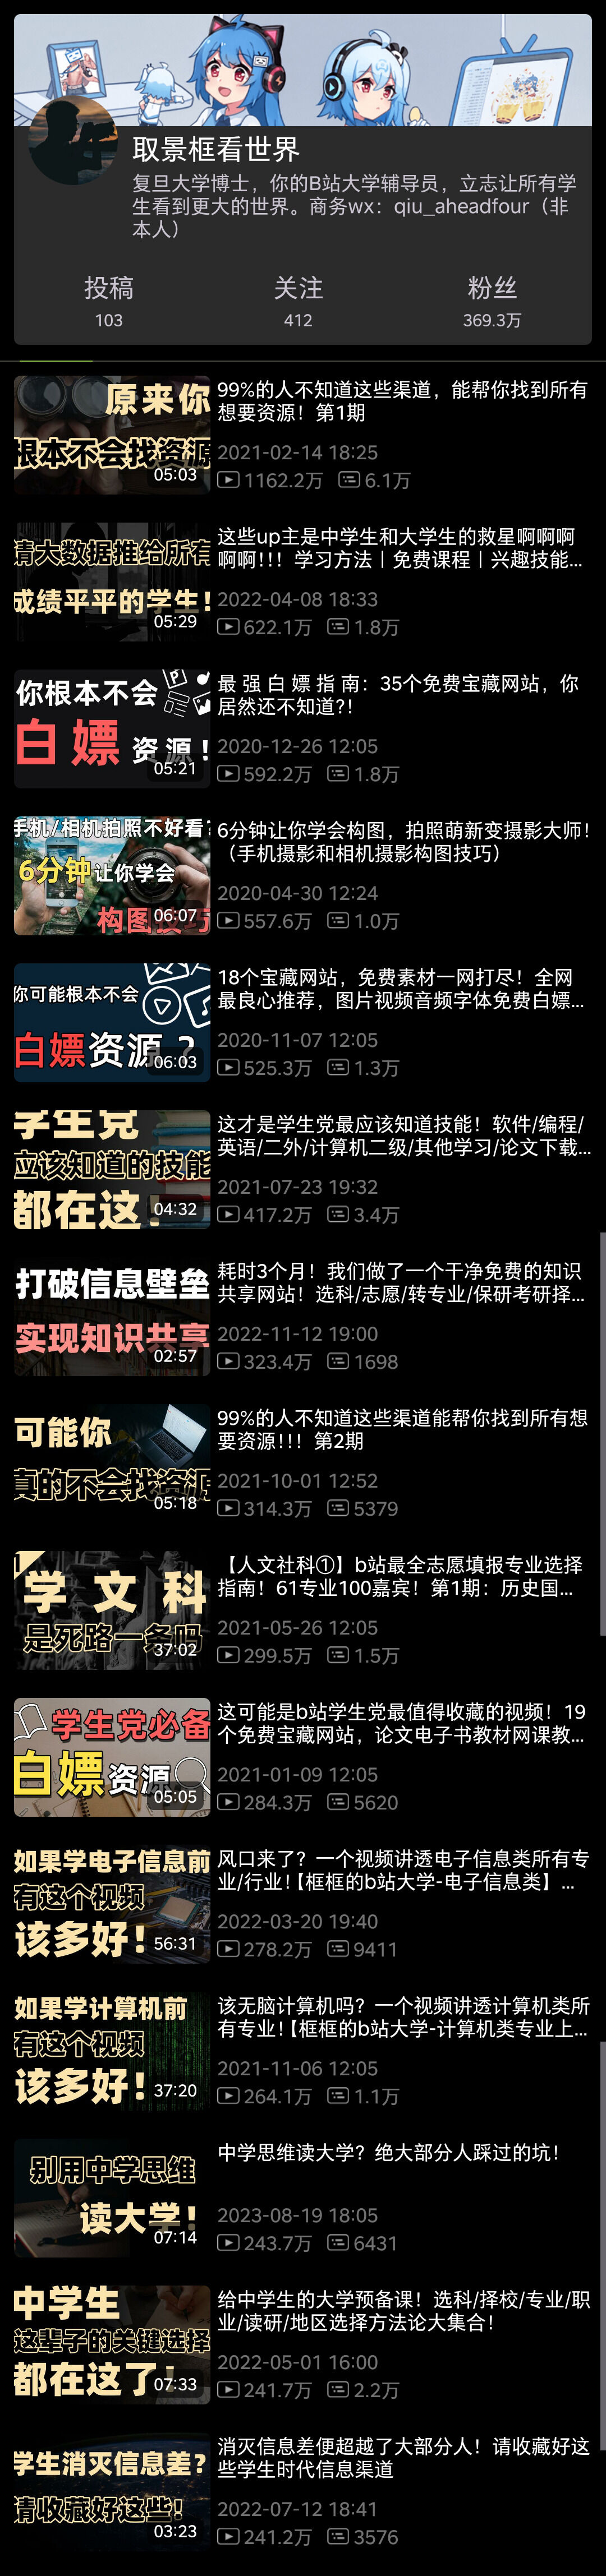 取景框看世界
复旦大学博士，你的B站大学辅导员，立志让所有学
生看到更大的世界。商务wx：qiu_aheadfour（非
本人）
投稿
关注
粉丝
103
412
369.3万
原来你
根本不会找资源
05:03
99%的人不知道这些渠道，能帮你找到所有
想要资源！第1期
2021-02-14 18:25
1162.2万 6.1万
请大数据推给所有
成绩平平的学生！
05:29
这些up主是中学生和大学生的救星啊啊啊
啊啊！！！学习方法丨免费课程丨兴趣技能...
2022-04-08 18:33
622.1万 1.8万
你根本不会
白嫖 资源！
05:21
最 强 白 嫖 指 南：35个免费宝藏网站，你
居然还不知道?!
2020-12-26 12:05
592.2万 1.8万
手机/相机拍照不好看？
6分钟让你学会
构图技巧
06:07
6分钟让你学会构图，拍照萌新变摄影大师！
（手机摄影和相机摄影构图技巧）
2020-04-30 12:24
557.6万 1.0万
你可能根本不会
白嫖资源？
06:03
18个宝藏网站，免费素材一网打尽！全网
最良心推荐，图片视频音频字体免费白嫖...
2020-11-07 12:05
525.3万 1.3万
学生党
应该知道的技能
都在这！
04:32
这才是学生党最应该知道技能！软件/编程/
英语/二外/计算机二级/其他学习/论文下载...
2021-07-23 19:32
417.2万 3.4万
打破信息壁垒
实现知识共享
02:57
耗时3个月！我们做了一个干净免费的知识
共享网站！选科/志愿/转专业/保研考研择...
2022-11-12 19:00
323.4万 1698
可能你
真的不会找资源
05:18
99%的人不知道这些渠道能帮你找到所有想
要资源！！！第2期
2021-10-01 12:52
314.3万 5379
学 文 科
是死路一条吗
37:02
【人文社科①】b站最全志愿填报专业选择
指南！61专业100嘉宾！第1期：历史国...
2021-05-26 12:05
299.5万 1.5万
学生党必备
白嫖资源
05:05
这可能是b站学生党最值得收藏的视频！19
个免费宝藏网站，论文电子书教材网课教...
2021-01-09 12:05
284.3万 5620
如果学电子信息前
有这个视频
该多好！
56:31
风口来了？一个视频讲透电子信息类所有专
业/行业！【框框的b站大学-电子信息类】...
2022-03-20 19:40
278.2万 9411
如果学计算机前
有这个视频
该多好！
37:20
该无脑计算机吗？一个视频讲透计算机类所
有专业！【框框的b站大学-计算机类专业上...
2021-11-06 12:05
264.1万 1.1万
别用中学思维
读大学！
07:14
中学思维读大学？绝大部分人踩过的坑！
2023-08-19 18:05
243.7万 6431
中学生
这辈子的关键选择
都在这了！
07:33
给中学生的大学预备课！选科/择校/专业/职
业/读研/地区选择方法论大集合！
2022-05-01 16:00
241.7万 2.2万
学生消灭信息差？
请收藏好这些！
03:23
消灭信息差便超越了大部分人！请收藏好这
些学生时代信息渠道
2022-07-12 18:41
241.2万 3576